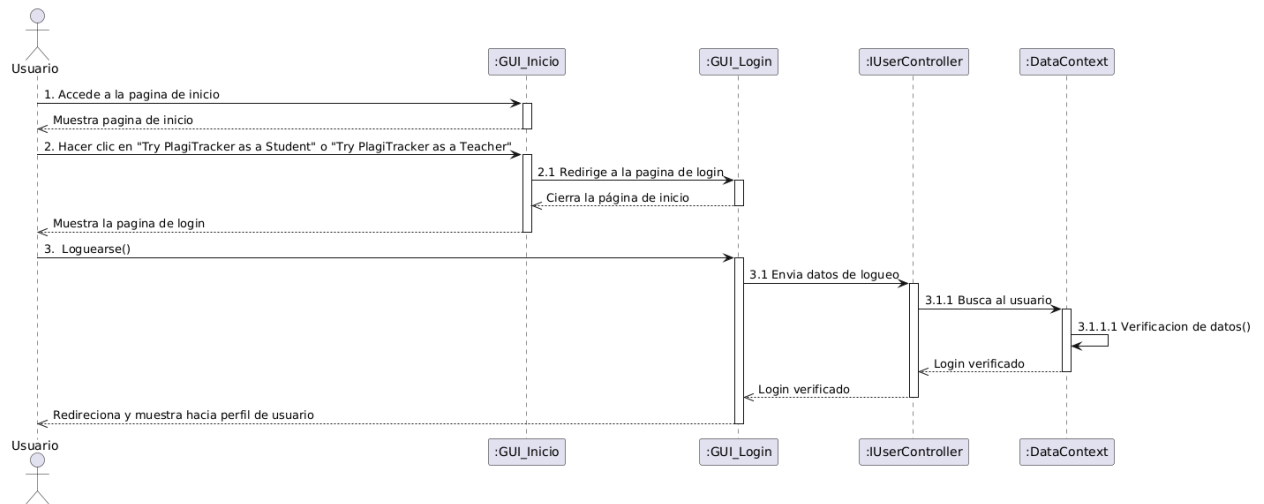 Usuario
:GUI_Inicio
:GUI_Login
:IUserController
:DataContext
1. Accede a la pagina de inicio
Muestra pagina de inicio
2. Hacer clic en "Try PlagiTracker as a Student" o "Try PlagiTracker as a Teacher"
2.1 Redirige a la pagina de login
Cierra la página de inicio
Muestra la pagina de login
3.  Loguearse()
3.1 Envia datos de logueo
3.1.1 Busca al usuario
3.1.1.1 Verificacion de datos()
Login verificado
Login verificado
Redireciona y muestra hacia perfil de usuario
Usuario
:GUI_Inicio
:GUI_Login
:IUserController
:DataContext